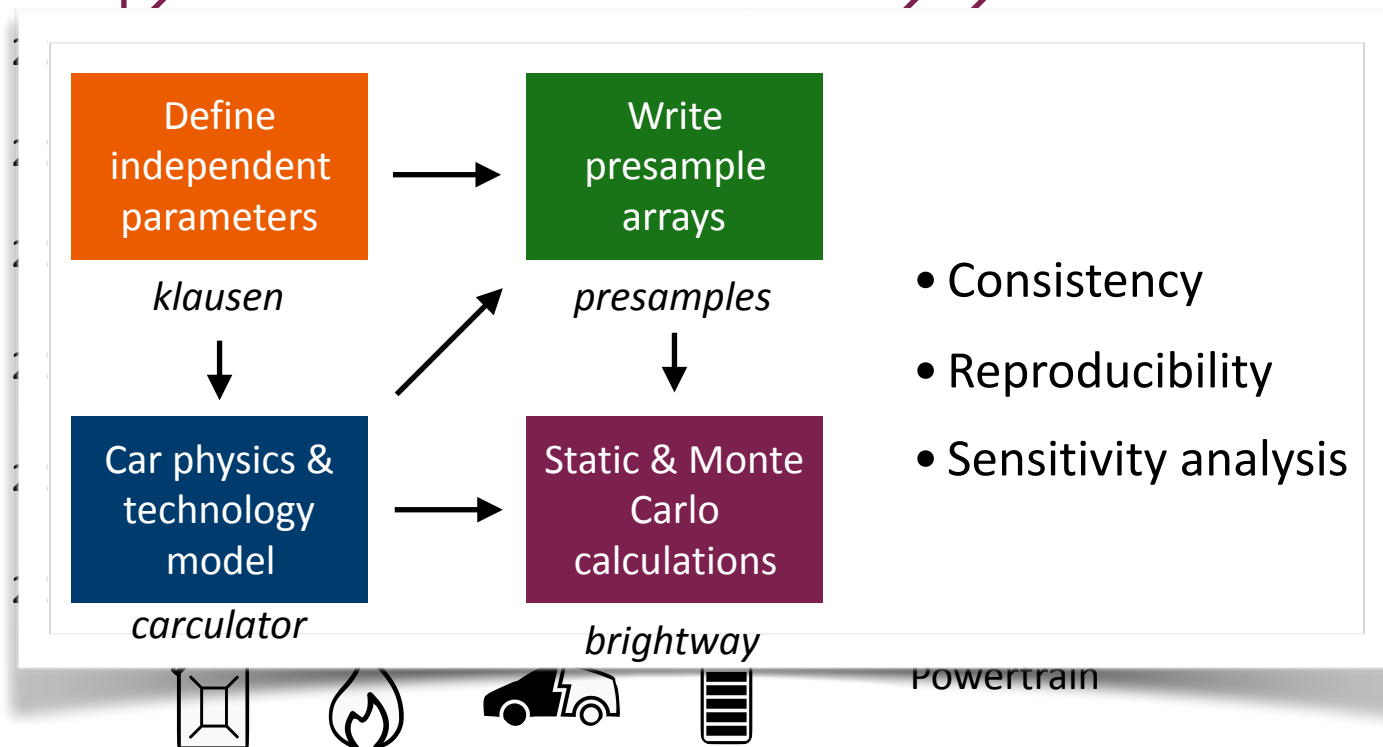 Define
independent
parameters
klausen
Write
presample
arrays
presamples
Car physics &
technology
model
carculator
Static & Monte
Carlo
calculations
brightway
• Consistency
• Reproducibility
• Sensitivity analysis
Powertrain